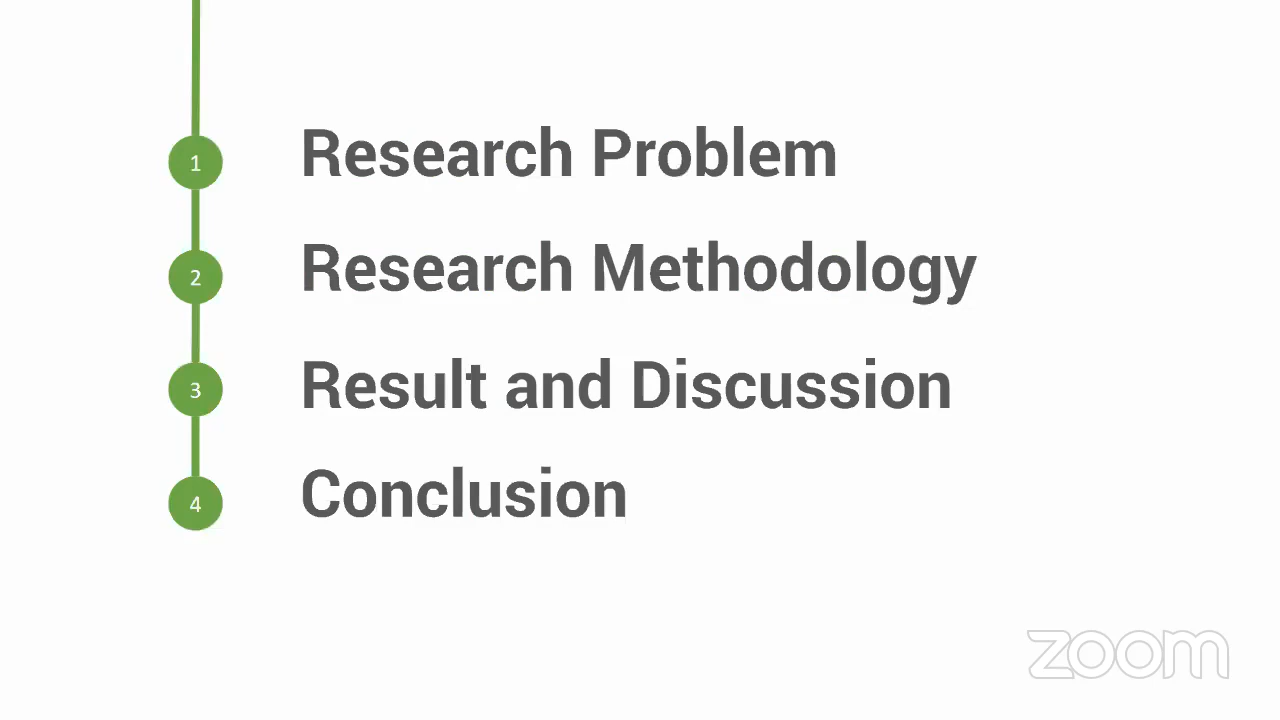 1 Research Problem
2 Research Methodology
3 Result and Discussion
4 Conclusion
zoom